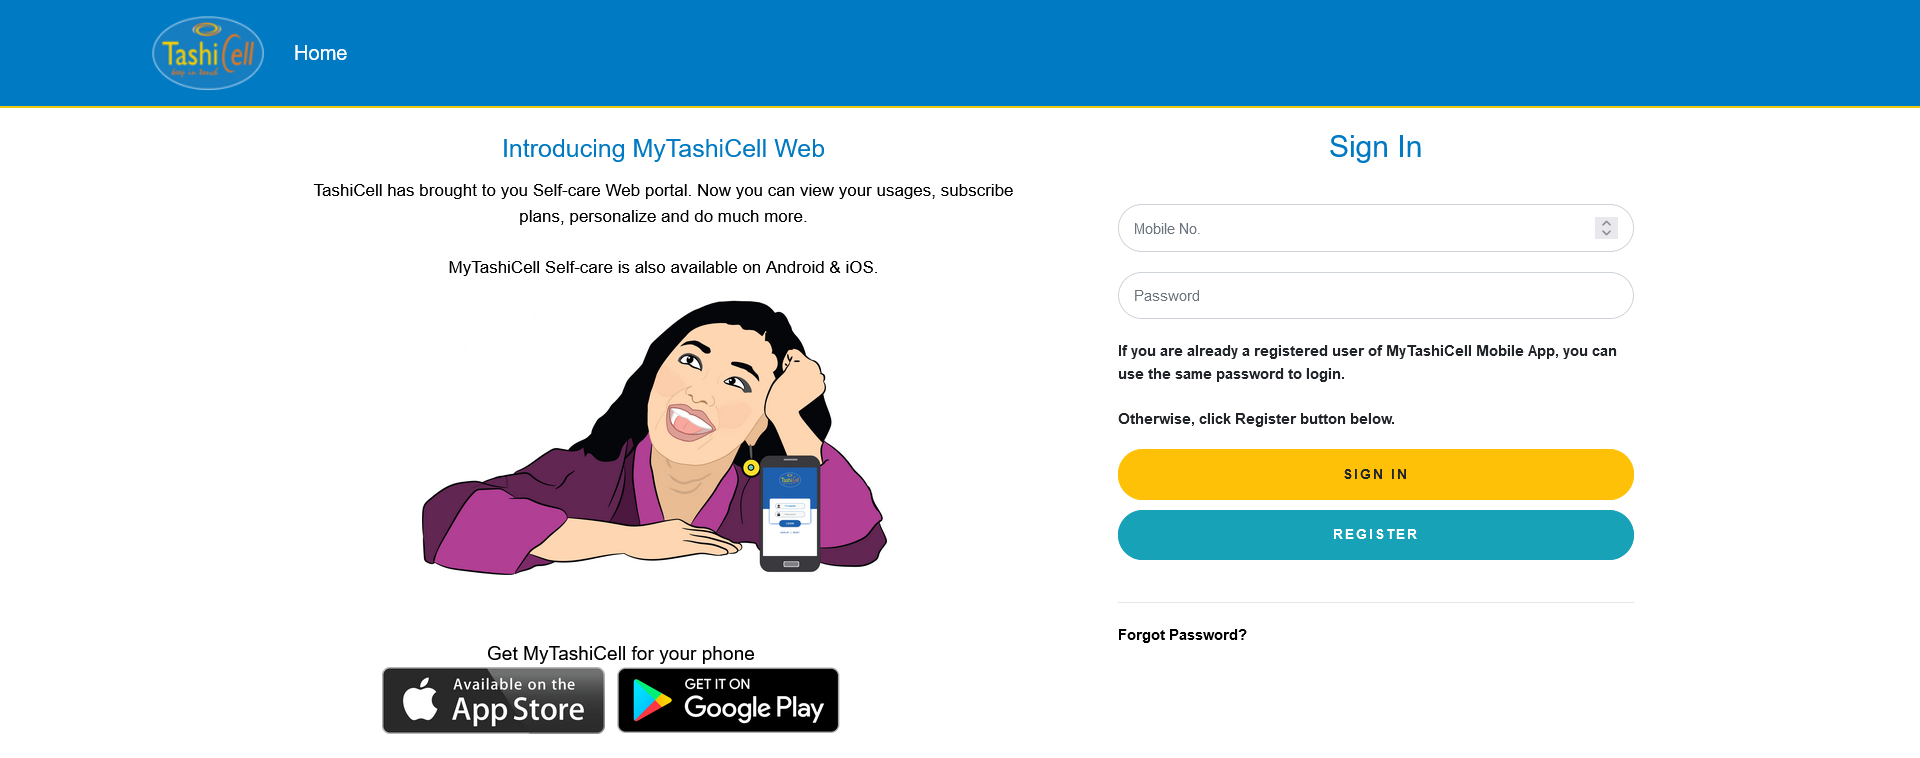 TashiCell
keep in touch
Home
Introducing MyTashiCell Web
TashiCell has brought to you Self-care Web portal. Now you can view your usages, subscribe
plans, personalize and do much more.
MyTashiCell Self-care is also available on Android & iOS.
TashiCell
Get MyTashiCell for your phone
Available on the
App Store
GET IT ON
Google Play
Sign In
Mobile No.
Password
If you are already a registered user of MyTashiCell Mobile App, you can
use the same password to login.
Otherwise, click Register button below.
SIGN IN
REGISTER
Forgot Password?